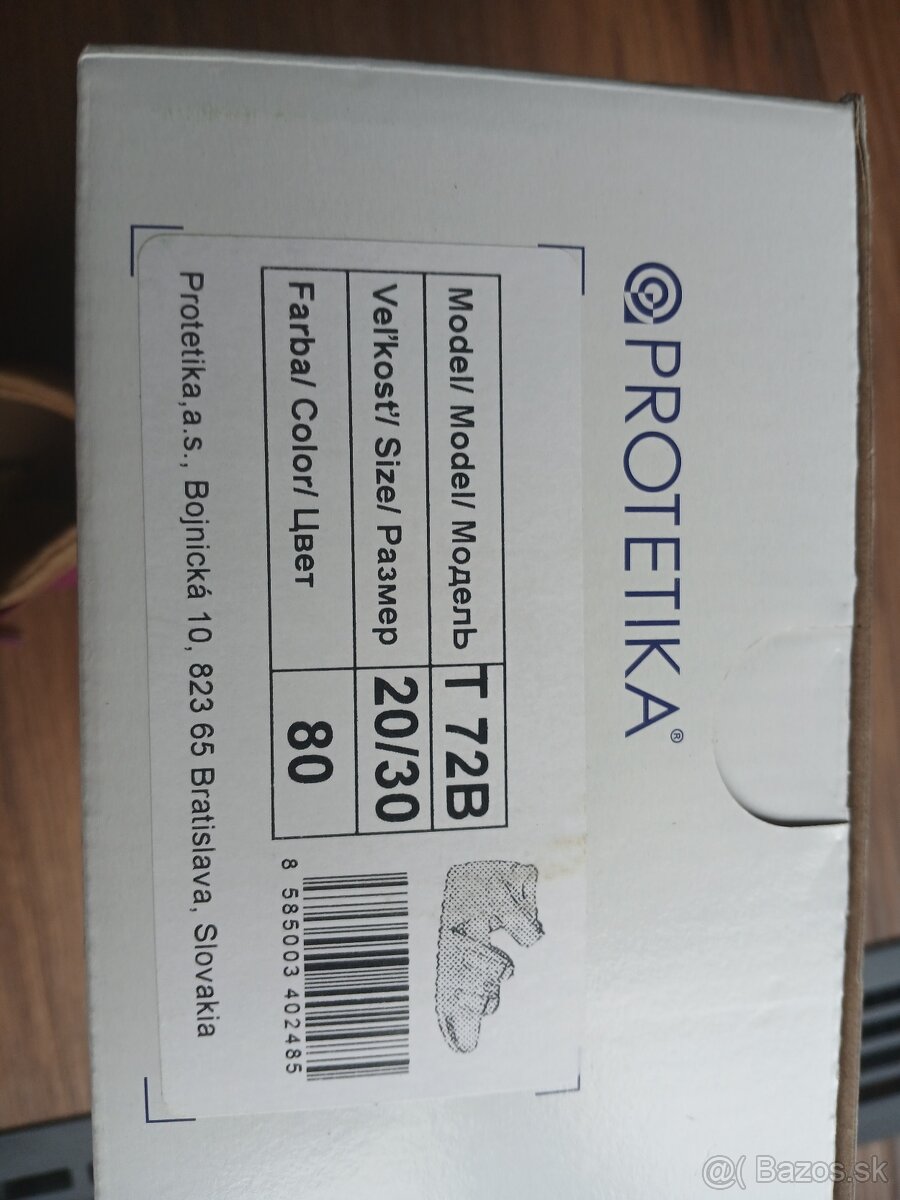 PROTETIKA®
Model/ Model/ Модель T 72B
Veľkosť/ Size/ Размер 20/30
Farba/ Color/ Цвет 80
8 585003 402485
Protetika,a.s., Bojnická 10, 823 65 Bratislava, Slovakia
@( Bazos.sk